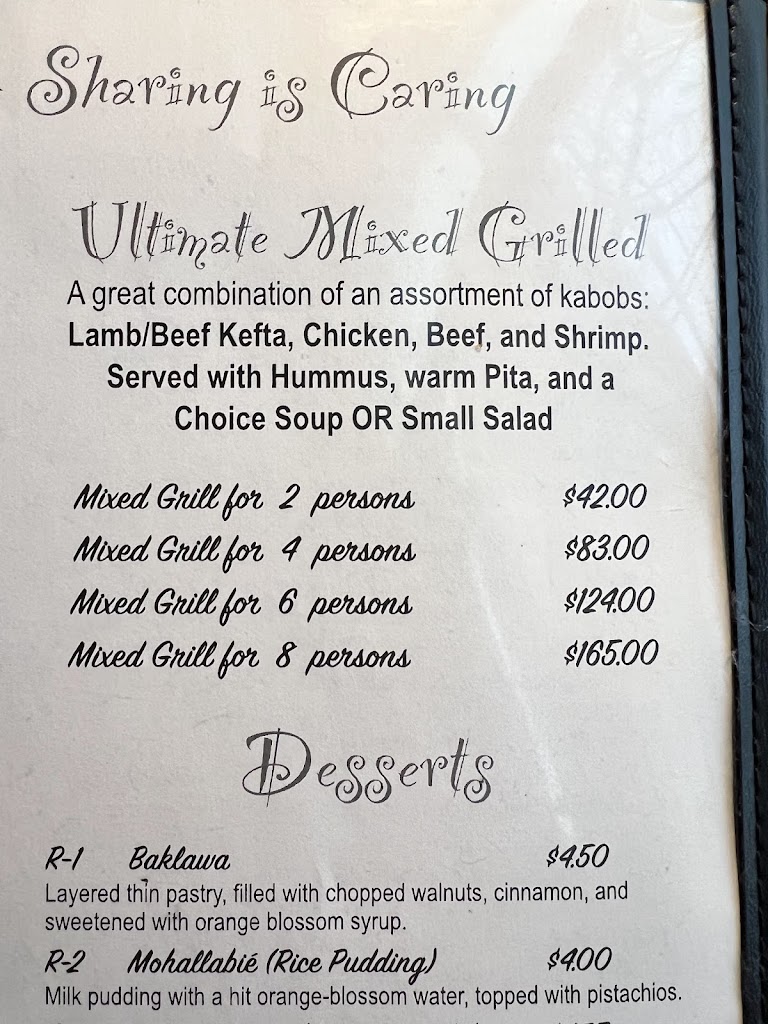 Sharing is Caring
Ultimate Mixed Grilled
A great combination of an assortment of kabobs:
Lamb/Beef Kefta, Chicken, Beef, and Shrimp.
Served with Hummus, warm Pita, and a
Choice Soup OR Small Salad
Mixed Grill for 2 persons $42.00
Mixed Grill for 4 persons $83.00
Mixed Grill for 6 persons $124.00
Mixed Grill for 8 persons $165.00
Desserts
R-1 Baklawa $4.50
Layered thin pastry, filled with chopped walnuts, cinnamon, and
sweetened with orange blossom syrup.
R-2 Mohallabié (Rice Pudding) $4.00
Milk pudding with a hit orange-blossom water, topped with pistachios.